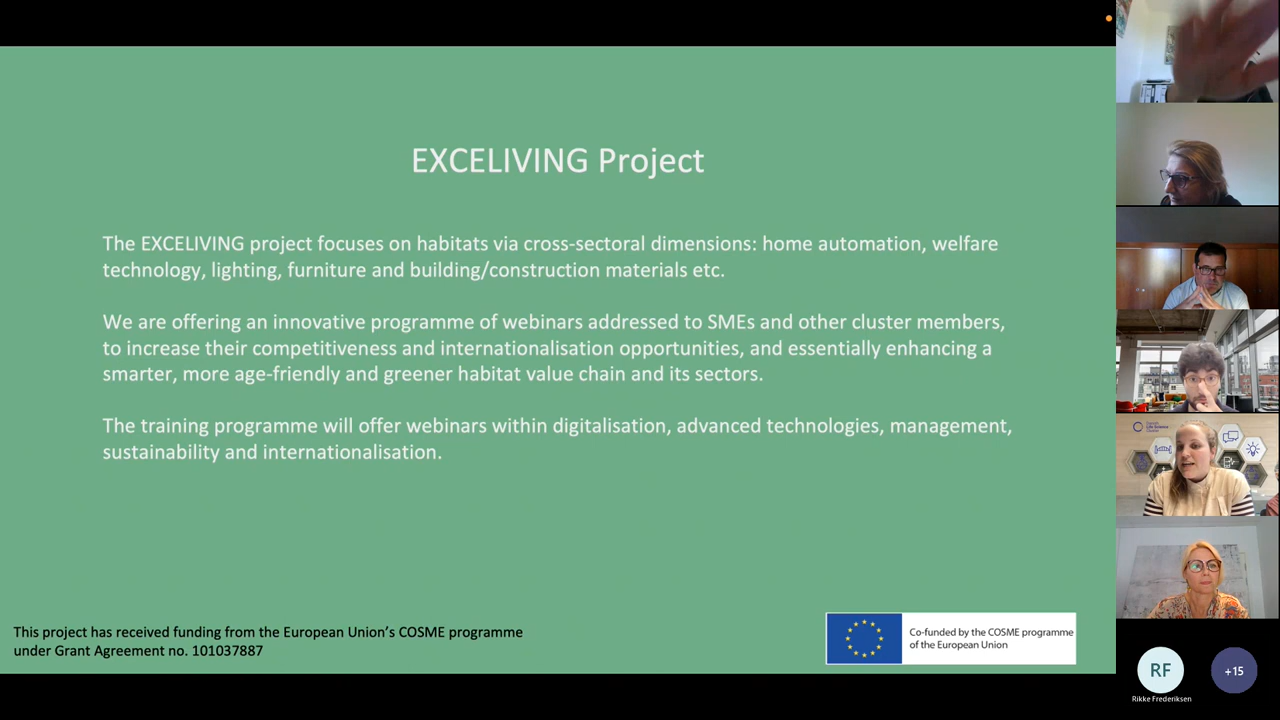 EXCELIVING Project
The EXCELIVING project focuses on habitats via cross-sectoral dimensions: home automation, welfare
technology, lighting, furniture and building/construction materials etc.
We are offering an innovative programme of webinars addressed to SMEs and other cluster members,
to increase their competitiveness and internationalisation opportunities, and essentially enhancing a
smarter, more age-friendly and greener habitat value chain and its sectors.
The training programme will offer webinars within digitalisation, advanced technologies, management,
sustainability and internationalisation.
This project has received funding from the European Union's COSME programme
under Grant Agreement no. 101037887
Co-funded by the COSME programme
of the European Union
RF
Rikke Frederiksen
+15